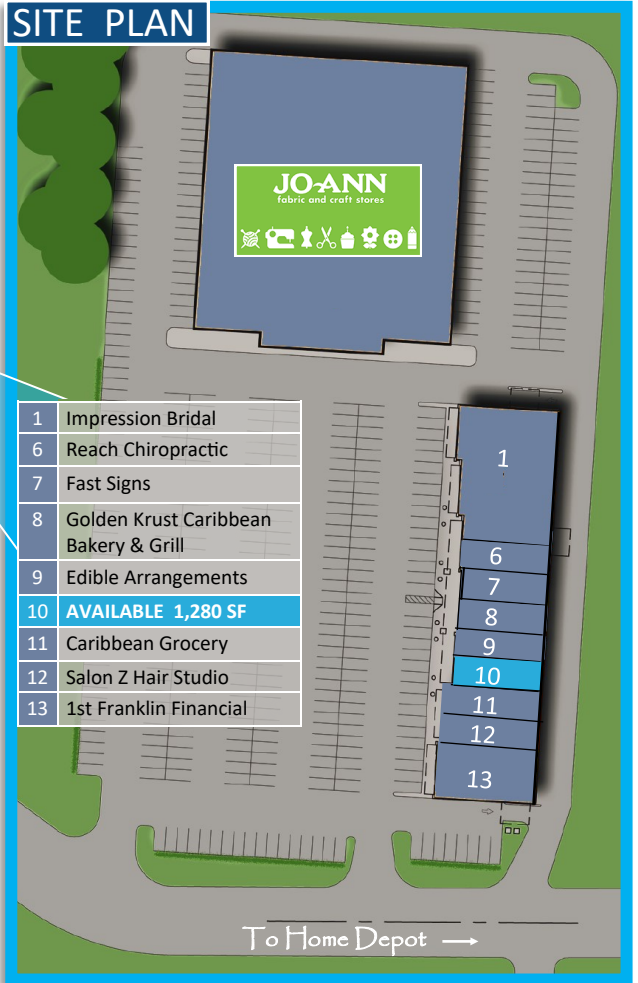 SITE PLAN
JO-ANN
fabric and craft stores
1 Impression Bridal
6 Reach Chiropractic
7 Fast Signs
8 Golden Krust Caribbean
Bakery & Grill
9 Edible Arrangements
10 AVAILABLE 1,280 SF
11 Caribbean Grocery
12 Salon Z Hair Studio
13 1st Franklin Financial
1
6
7
8
9
10
11
12
13
To Home Depot